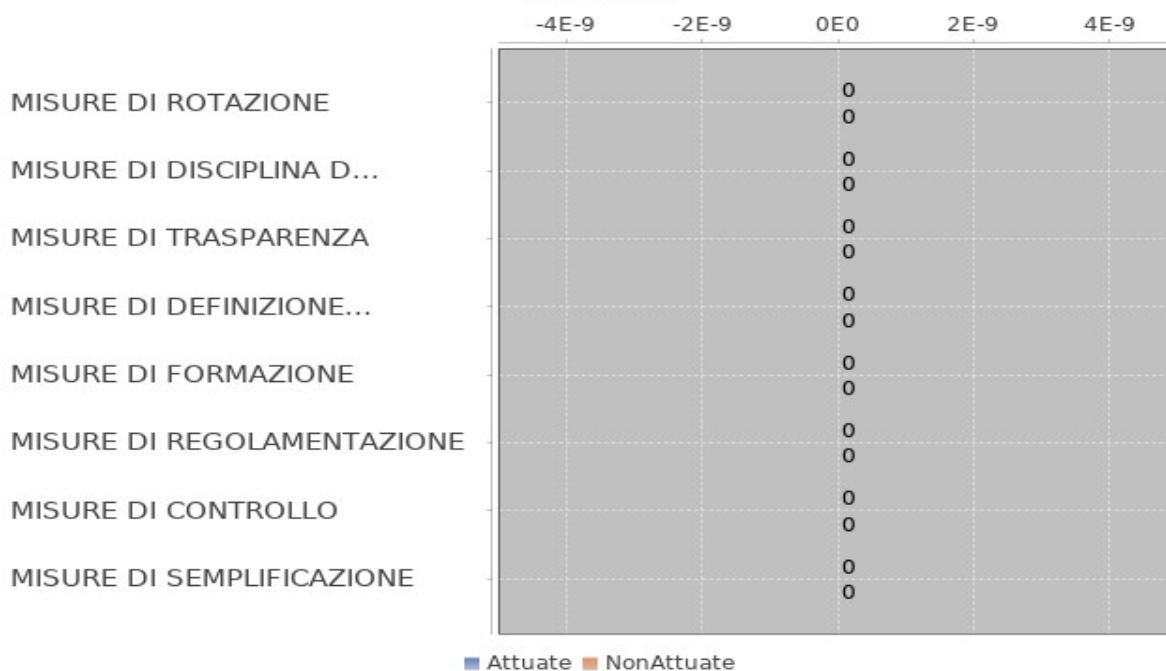 -4E-9 -2E-9 0E0 2E-9 4E-9
0
MISURE DI ROTAZIONE
0
0
MISURE DI DISCIPLINA D...
0
0
MISURE DI TRASPARENZA
0
0
MISURE DI DEFINIZIONE...
0
0
MISURE DI FORMAZIONE
0
0
MISURE DI REGOLAMENTAZIONE
0
0
MISURE DI CONTROLLO
0
0
MISURE DI SEMPLIFICAZIONE
0
Attuate NonAttuate